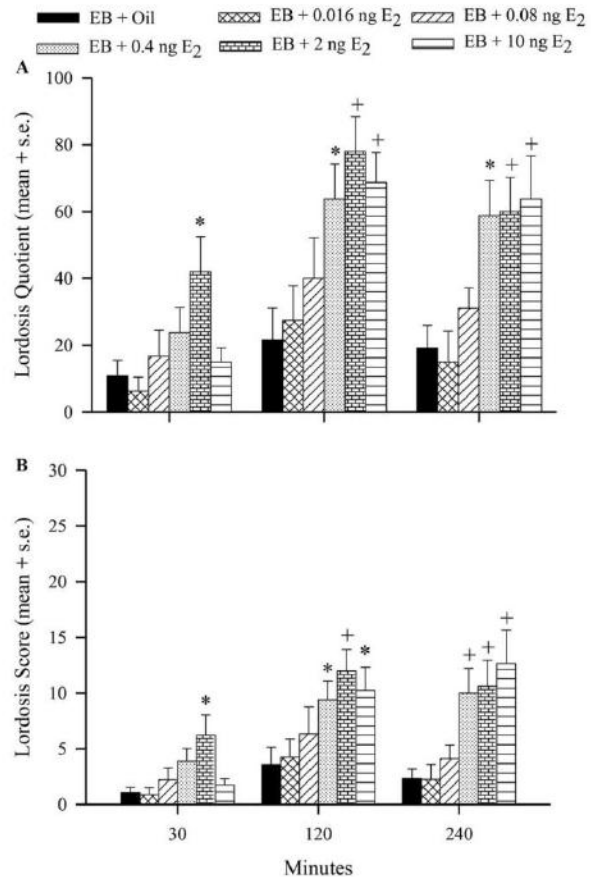 EB + Oil EB + 0.016 ng E2 EB + 0.08 ng E2
EB + 0.4 ng E2 EB + 2 ng E2 EB + 10 ng E2
A
100
80
60
40
20
0
Lordosis Quotient (mean + s.e.)
* * + + * + +
B
30
25
20
15
10
5
0
Lordosis Score (mean + s.e.)
* * + * + + +
30 120 240
Minutes